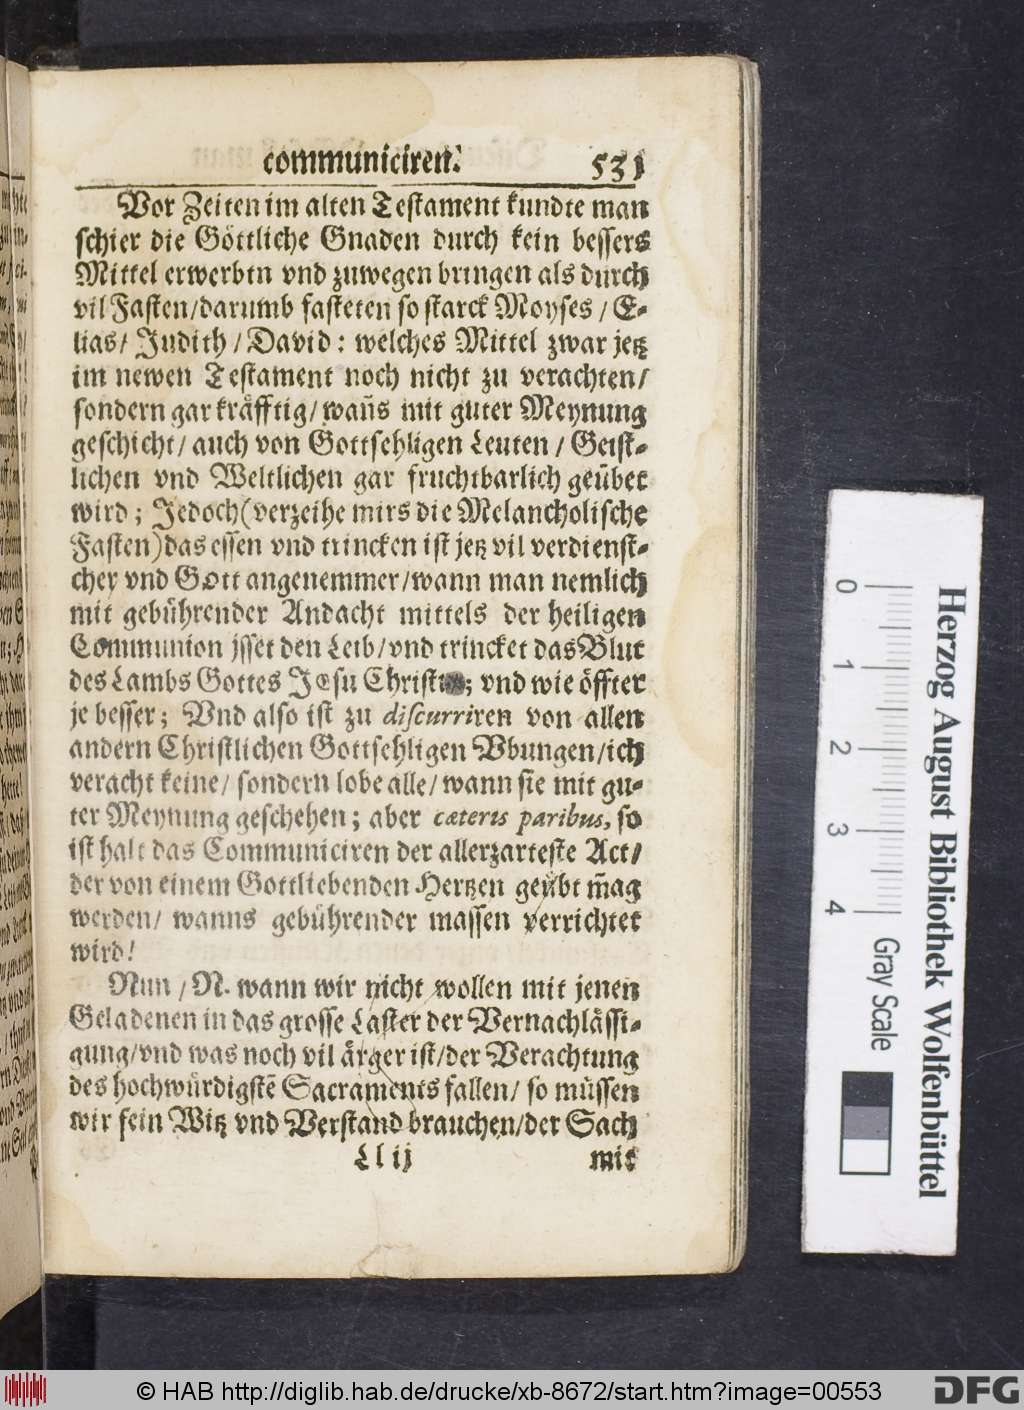 communiciren. 531
Vor Zeiten im alten Testament kundte man
schier die Göttliche Gnaden durch kein bessers
Mittel erwerben vnd zuwegen bringen als durch
vil Fasten/darumb fasteten so starck Moyses / E-
lias/ Judith / David: welches Mittel zwar jetz
im newen Testament noch nicht zu verachten/
sondern gar kräfftig/ wañs mit guter Meynung
geschicht/ auch von Gottsehligen Leuten / Geist-
lichen vnd Weltlichen gar fruchtbarlich geübet
wird; Jedoch (verzeihe mirs die Melancholische
Fasten) das essen vnd trincken ist jetz vil verdienst-
cher vnd Gott angenemmer/wann man nemlich
mit gebührender Andacht mittels der heiligen
Communion jsset den Leib/vnd trincket das Blut
des Lambs Gottes JEsu Christi; vnd wie öffter
je besser; Vnd also ist zu discurriren von allen
andern Christlichen Gottsehligen Vbungen/ich
veracht keine/ sondern lobe alle/ wann sie mit gu-
ter Meynung geschehen; aber cæteris paribus, so
ist halt das Communiciren der allerzarteste Act/
der von einem Gottliebenden Hertzen geübt mag
werden/ wanns gebührender massen verrichtet
wird!
Nun / N. wann wir nicht wollen mit jenen
Geladenen in das grosse Laster der Vernachlässi-
gung/vnd was noch vil ärger ist/der Verachtung
des hochwürdigstē Sacraments fallen/ so müssen
wir fein Witz vnd Verstand brauchen/der Sach
Ll ij mit
0 1 2 3 4
Gray Scale
Herzog August Bibliothek Wolfenbüttel
© HAB http://diglib.hab.de/drucke/xb-8672/start.htm?image=00553
DFG